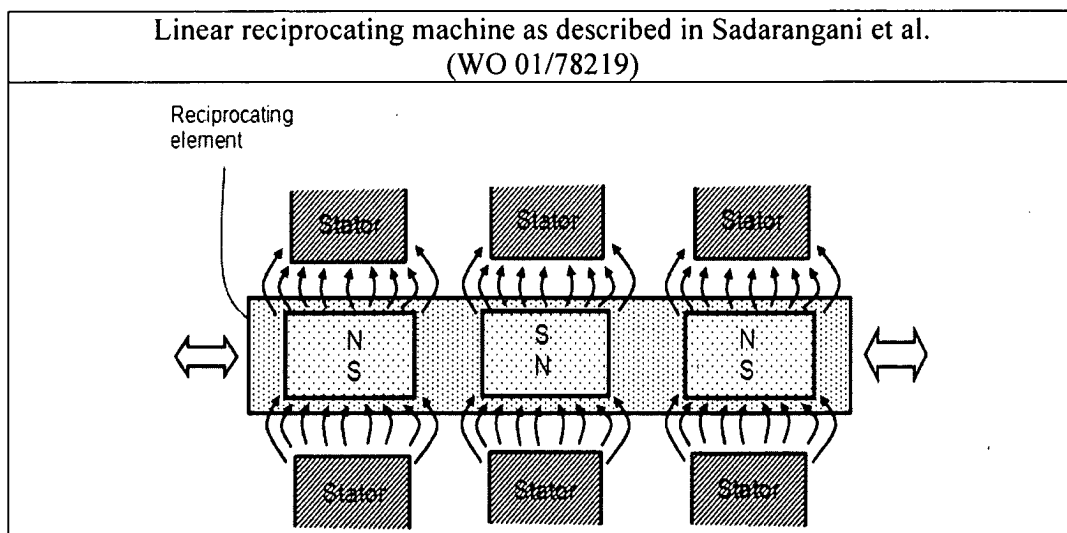 Linear reciprocating machine as described in Sadarangani et al.
(WO 01/78219)
Reciprocating
element
Stator Stator Stator
N S N
S N S
Stator Stator Stator